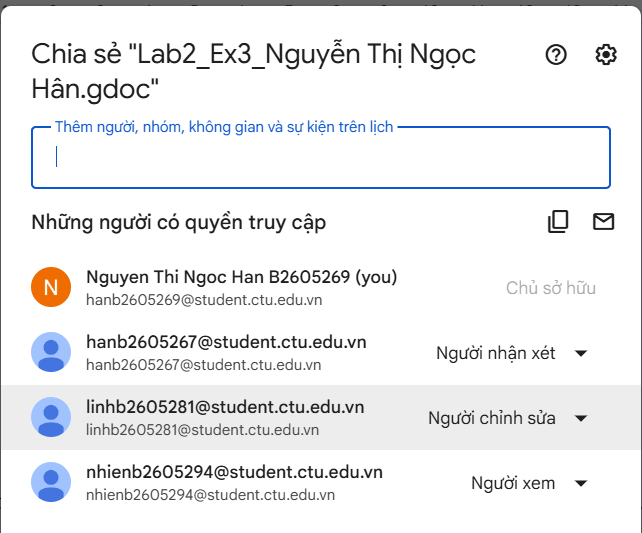 Chia sẻ "Lab2_Ex3_Nguyễn Thị Ngọc
Hân.gdoc"
Thêm người, nhóm, không gian và sự kiện trên lịch
Những người có quyền truy cập
N
Nguyen Thi Ngoc Han B2605269 (you)
hanb2605269@student.ctu.edu.vn
Chủ sở hữu
hanb2605267@student.ctu.edu.vn
hanb2605267@student.ctu.edu.vn
Người nhận xét
linhb2605281@student.ctu.edu.vn
linhb2605281@student.ctu.edu.vn
Người chỉnh sửa
nhienb2605294@student.ctu.edu.vn
nhienb2605294@student.ctu.edu.vn
Người xem